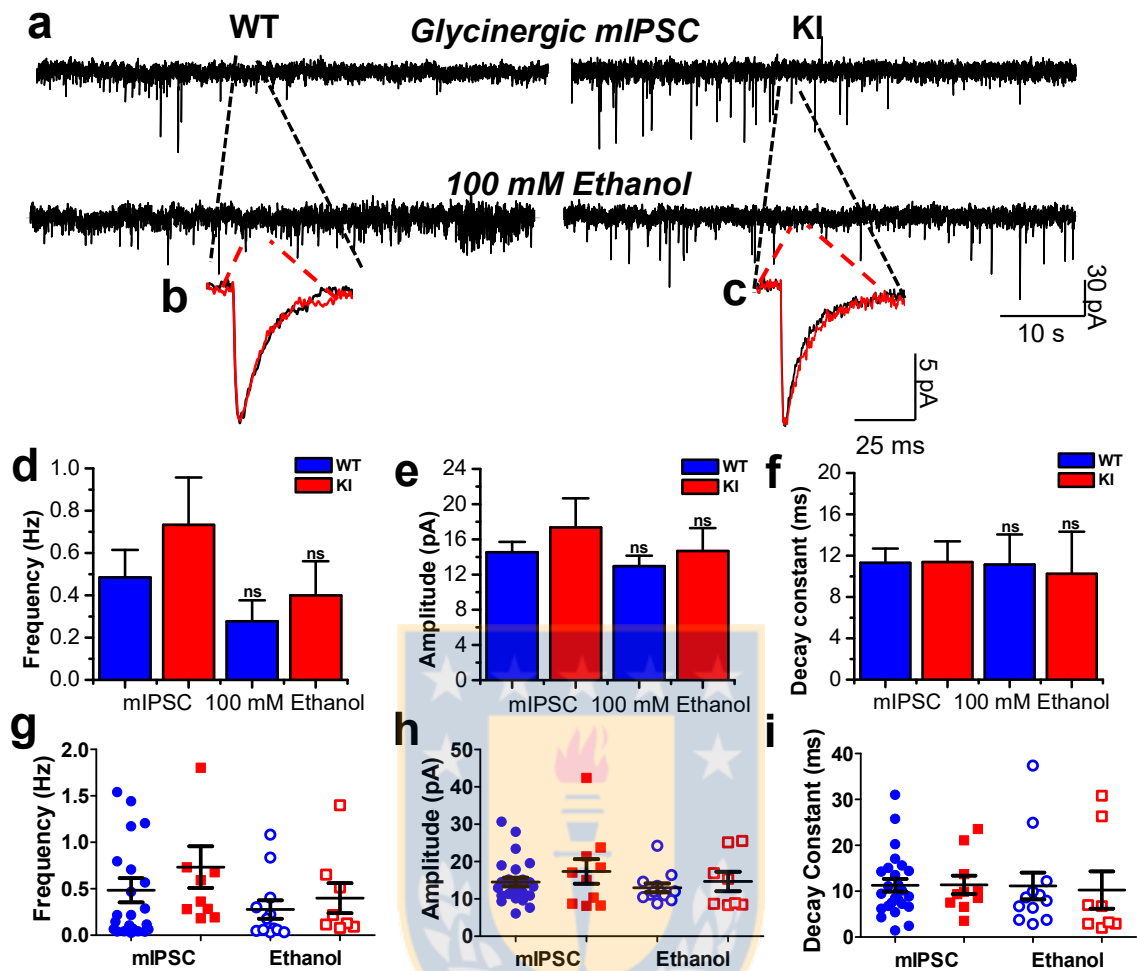 a
WT
Glycinergic mIPSC
KI
100 mM Ethanol
b
c
30 pA
10 s
5 pA
25 ms
d
Frequency (Hz)
1.0
0.8
0.6
0.4
0.2
0.0
WT
KI
ns
ns
mIPSC 100 mM Ethanol
e
Amplitude (pA)
24
20
16
12
8
4
0
WT
KI
ns
ns
mIPSC 100 mM Ethanol
f
Decay constant (ms)
20
16
12
8
4
0
WT
KI
ns
ns
mIPSC 100 mM Ethanol
g
Frequency (Hz)
2.0
1.5
1.0
0.5
0.0
mIPSC Ethanol
h
Amplitude (pA)
50
40
30
20
10
0
mIPSC Ethanol
i
Decay Constant (ms)
40
30
20
10
0
mIPSC Ethanol